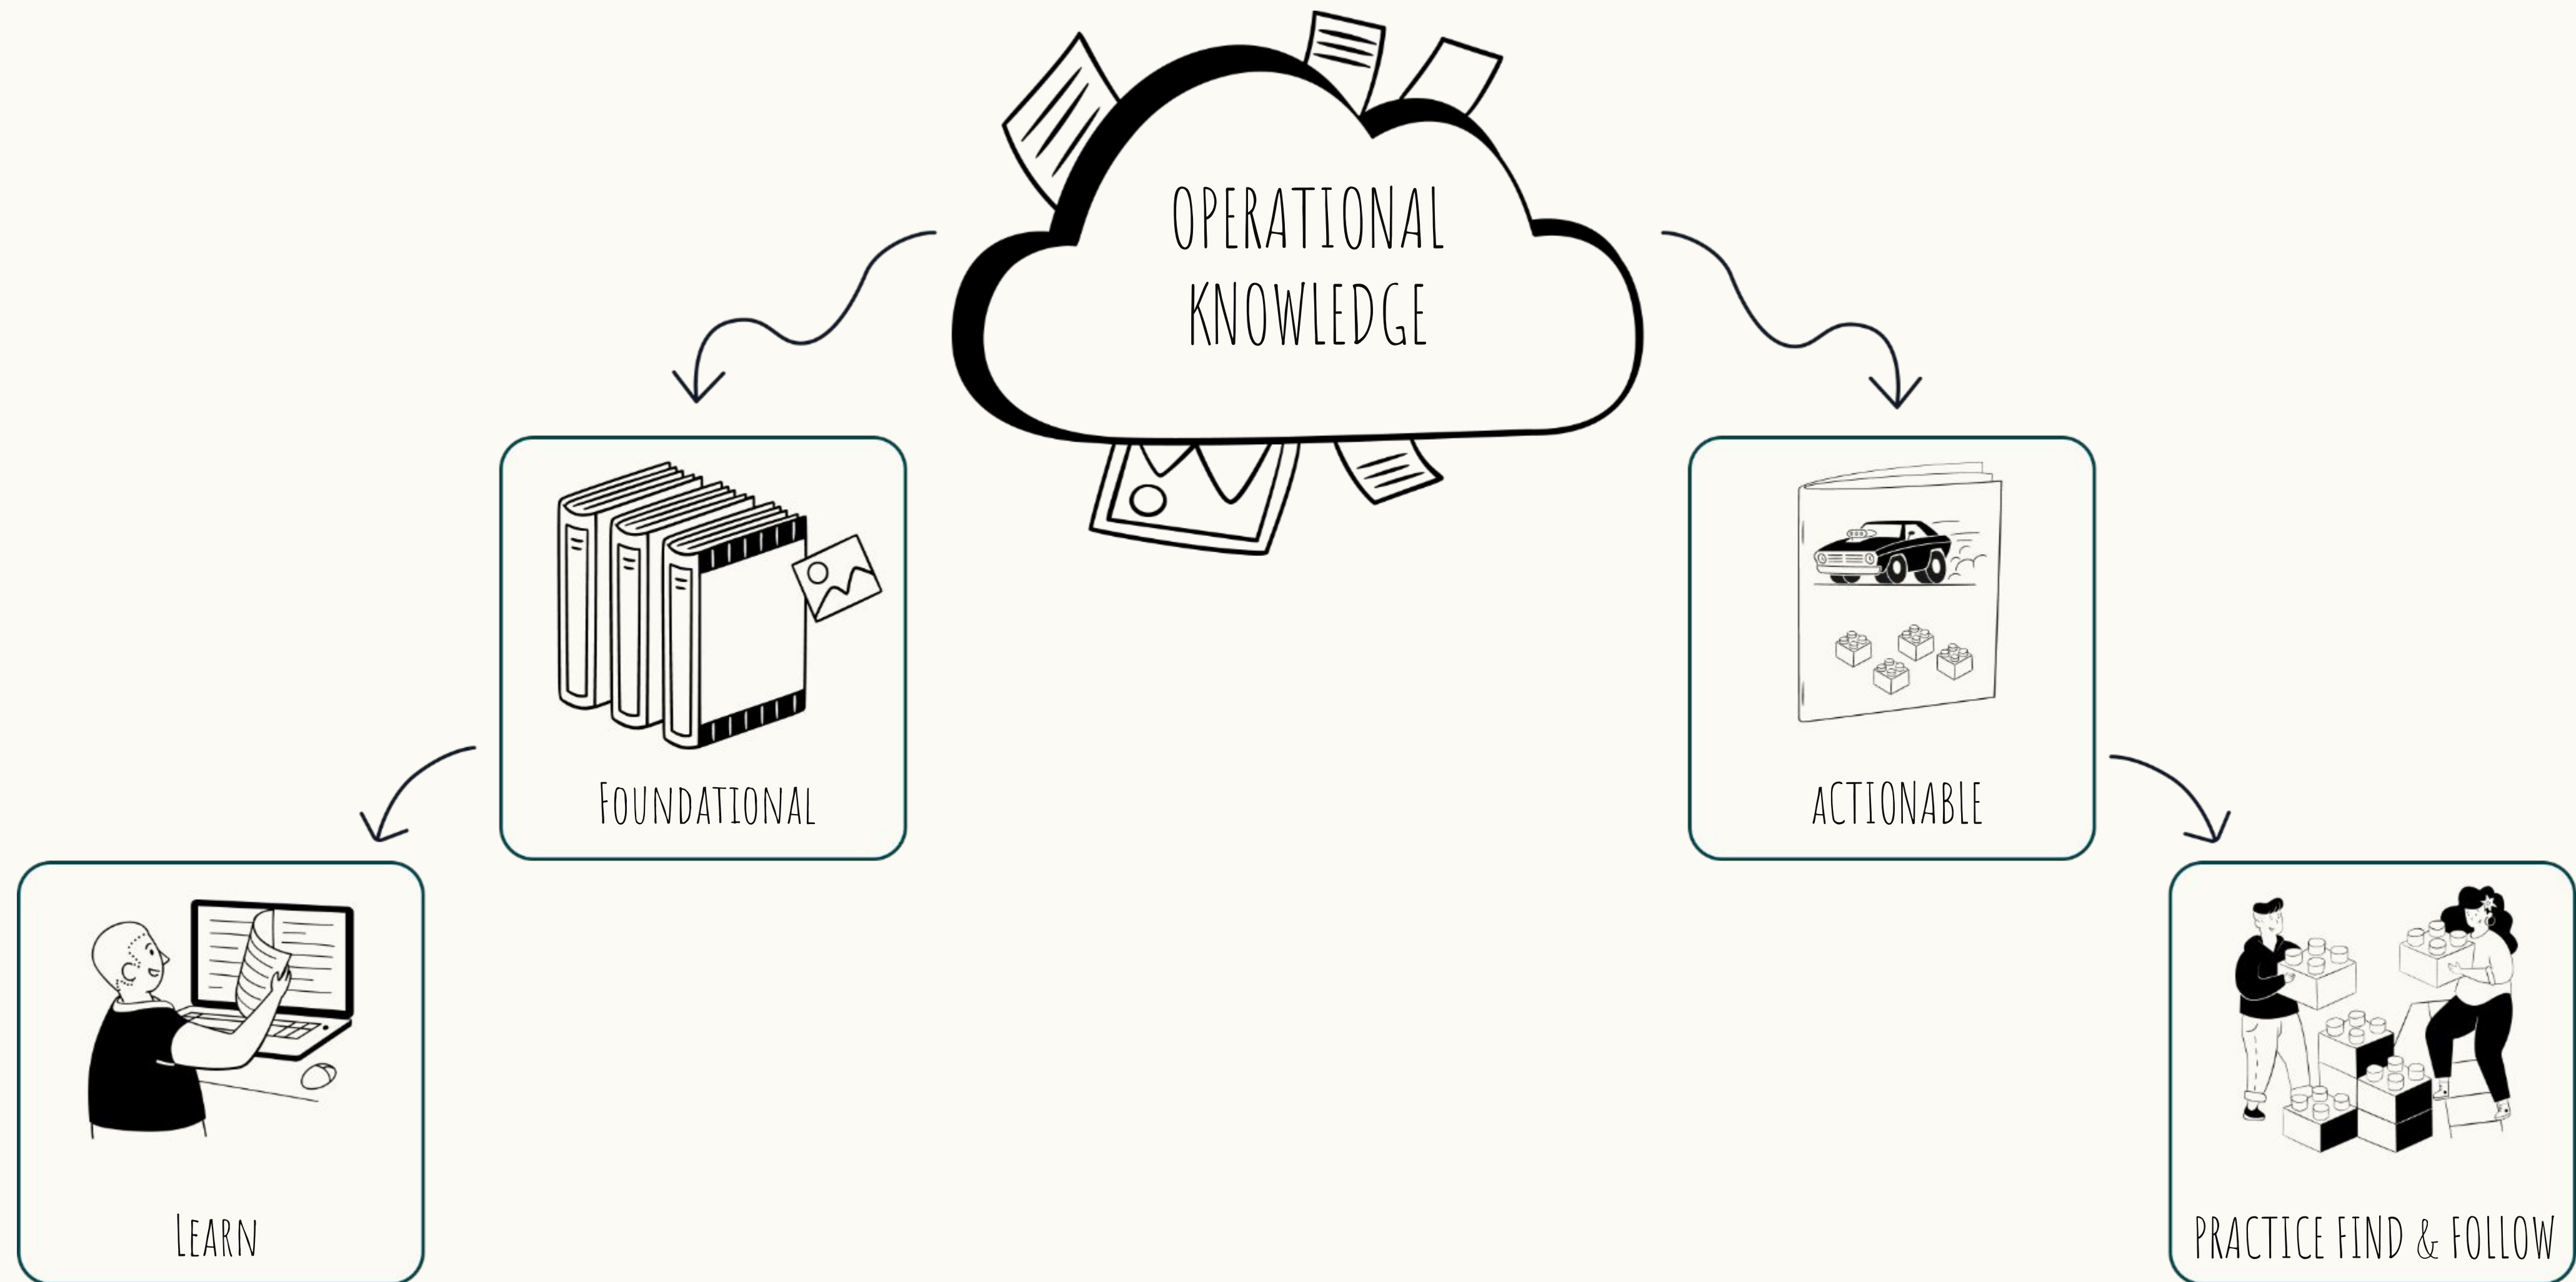 OPERATIONAL
KNOWLEDGE
FOUNDATIONAL
ACTIONABLE
LEARN
PRACTICE FIND & FOLLOW